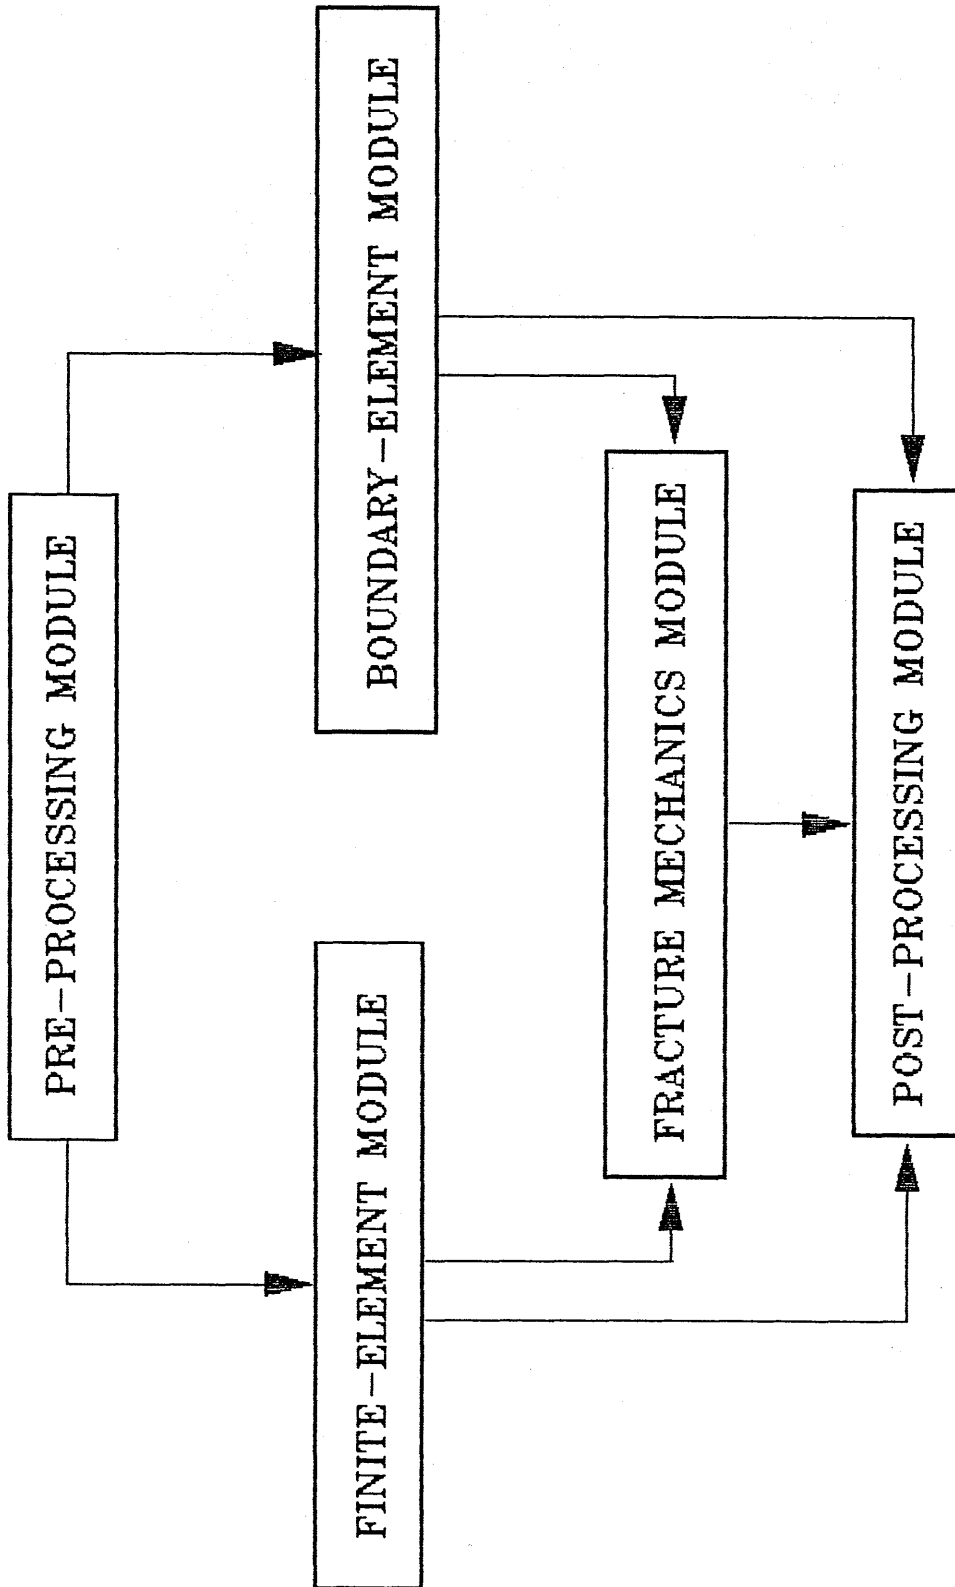 PRE-PROCESSING MODULE
FINITE-ELEMENT MODULE
BOUNDARY-ELEMENT MODULE
FRACTURE MECHANICS MODULE
POST-PROCESSING MODULE